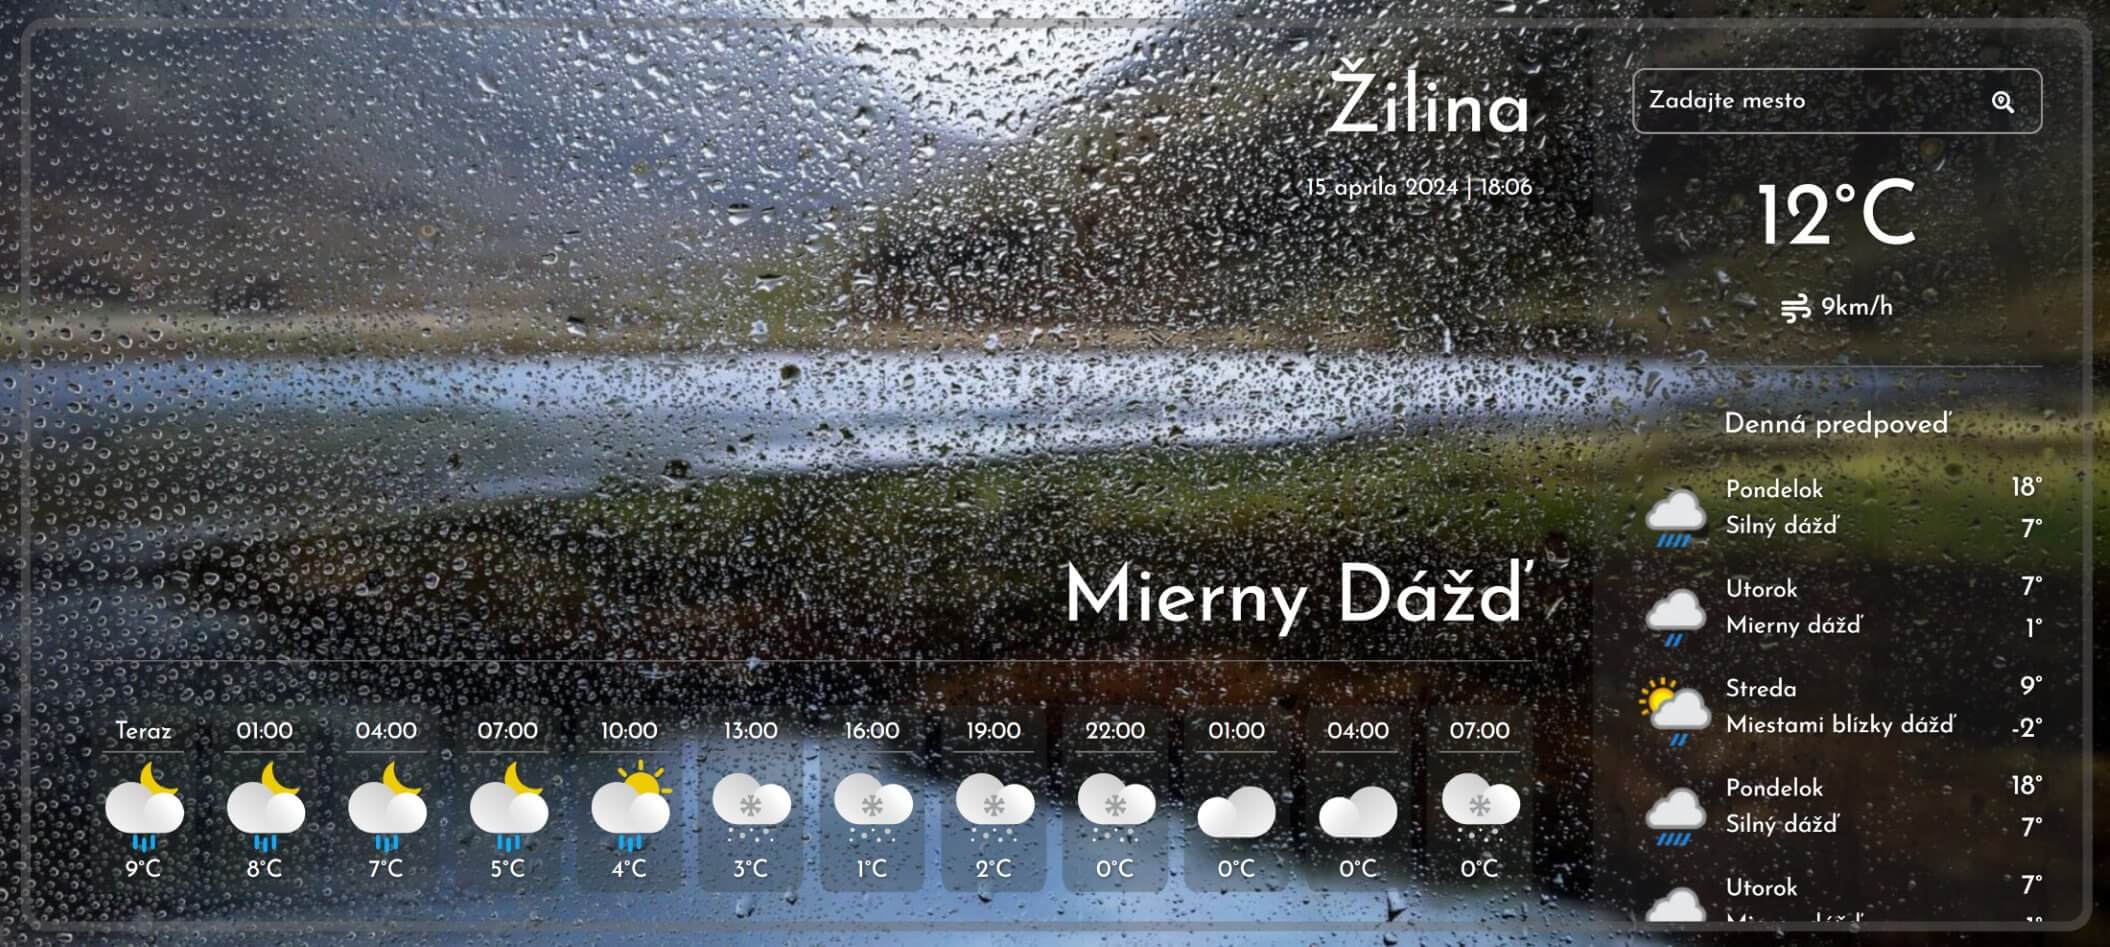 Žilina
15 apríla 2024 | 18:06
Mierny Dážď
Teraz
9°C
01:00
8°C
04:00
7°C
07:00
5°C
10:00
4°C
13:00
3°C
16:00
1°C
19:00
2°C
22:00
0°C
01:00
0°C
04:00
0°C
07:00
0°C
Zadajte mesto
12°C
9km/h
Denná predpoveď
Pondelok 18°
Silný dážď 7°
Utorok 7°
Mierny dážď 1°
Streda 9°
Miestami blízky dážď -2°
Pondelok 18°
Silný dážď 7°
Utorok 7°